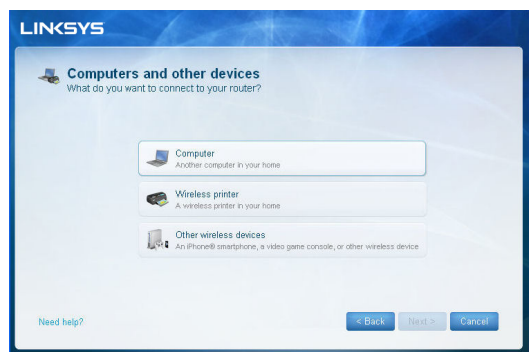 LINKSYS
Computers and other devices
What do you want to connect to your router?
Computer
Another computer in your home
Wireless printer
A wireless printer in your home
Other wireless devices
An iPhone® smartphone, a video game console, or other wireless device
Need help?
< Back
Next >
Cancel